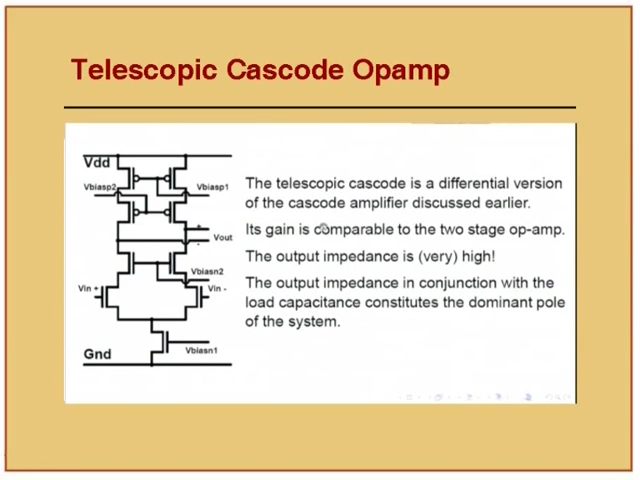 Telescopic Cascode Opamp
Vdd
Vbiasp2
Vbiasp1
+
Vout
-
Vbiasn2
Vin +
Vin -
Vbiasn1
Gnd
The telescopic cascode is a differential version
of the cascode amplifier discussed earlier.
Its gain is comparable to the two stage op-amp.
The output impedance is (very) high!
The output impedance in conjunction with the
load capacitance constitutes the dominant pole
of the system.